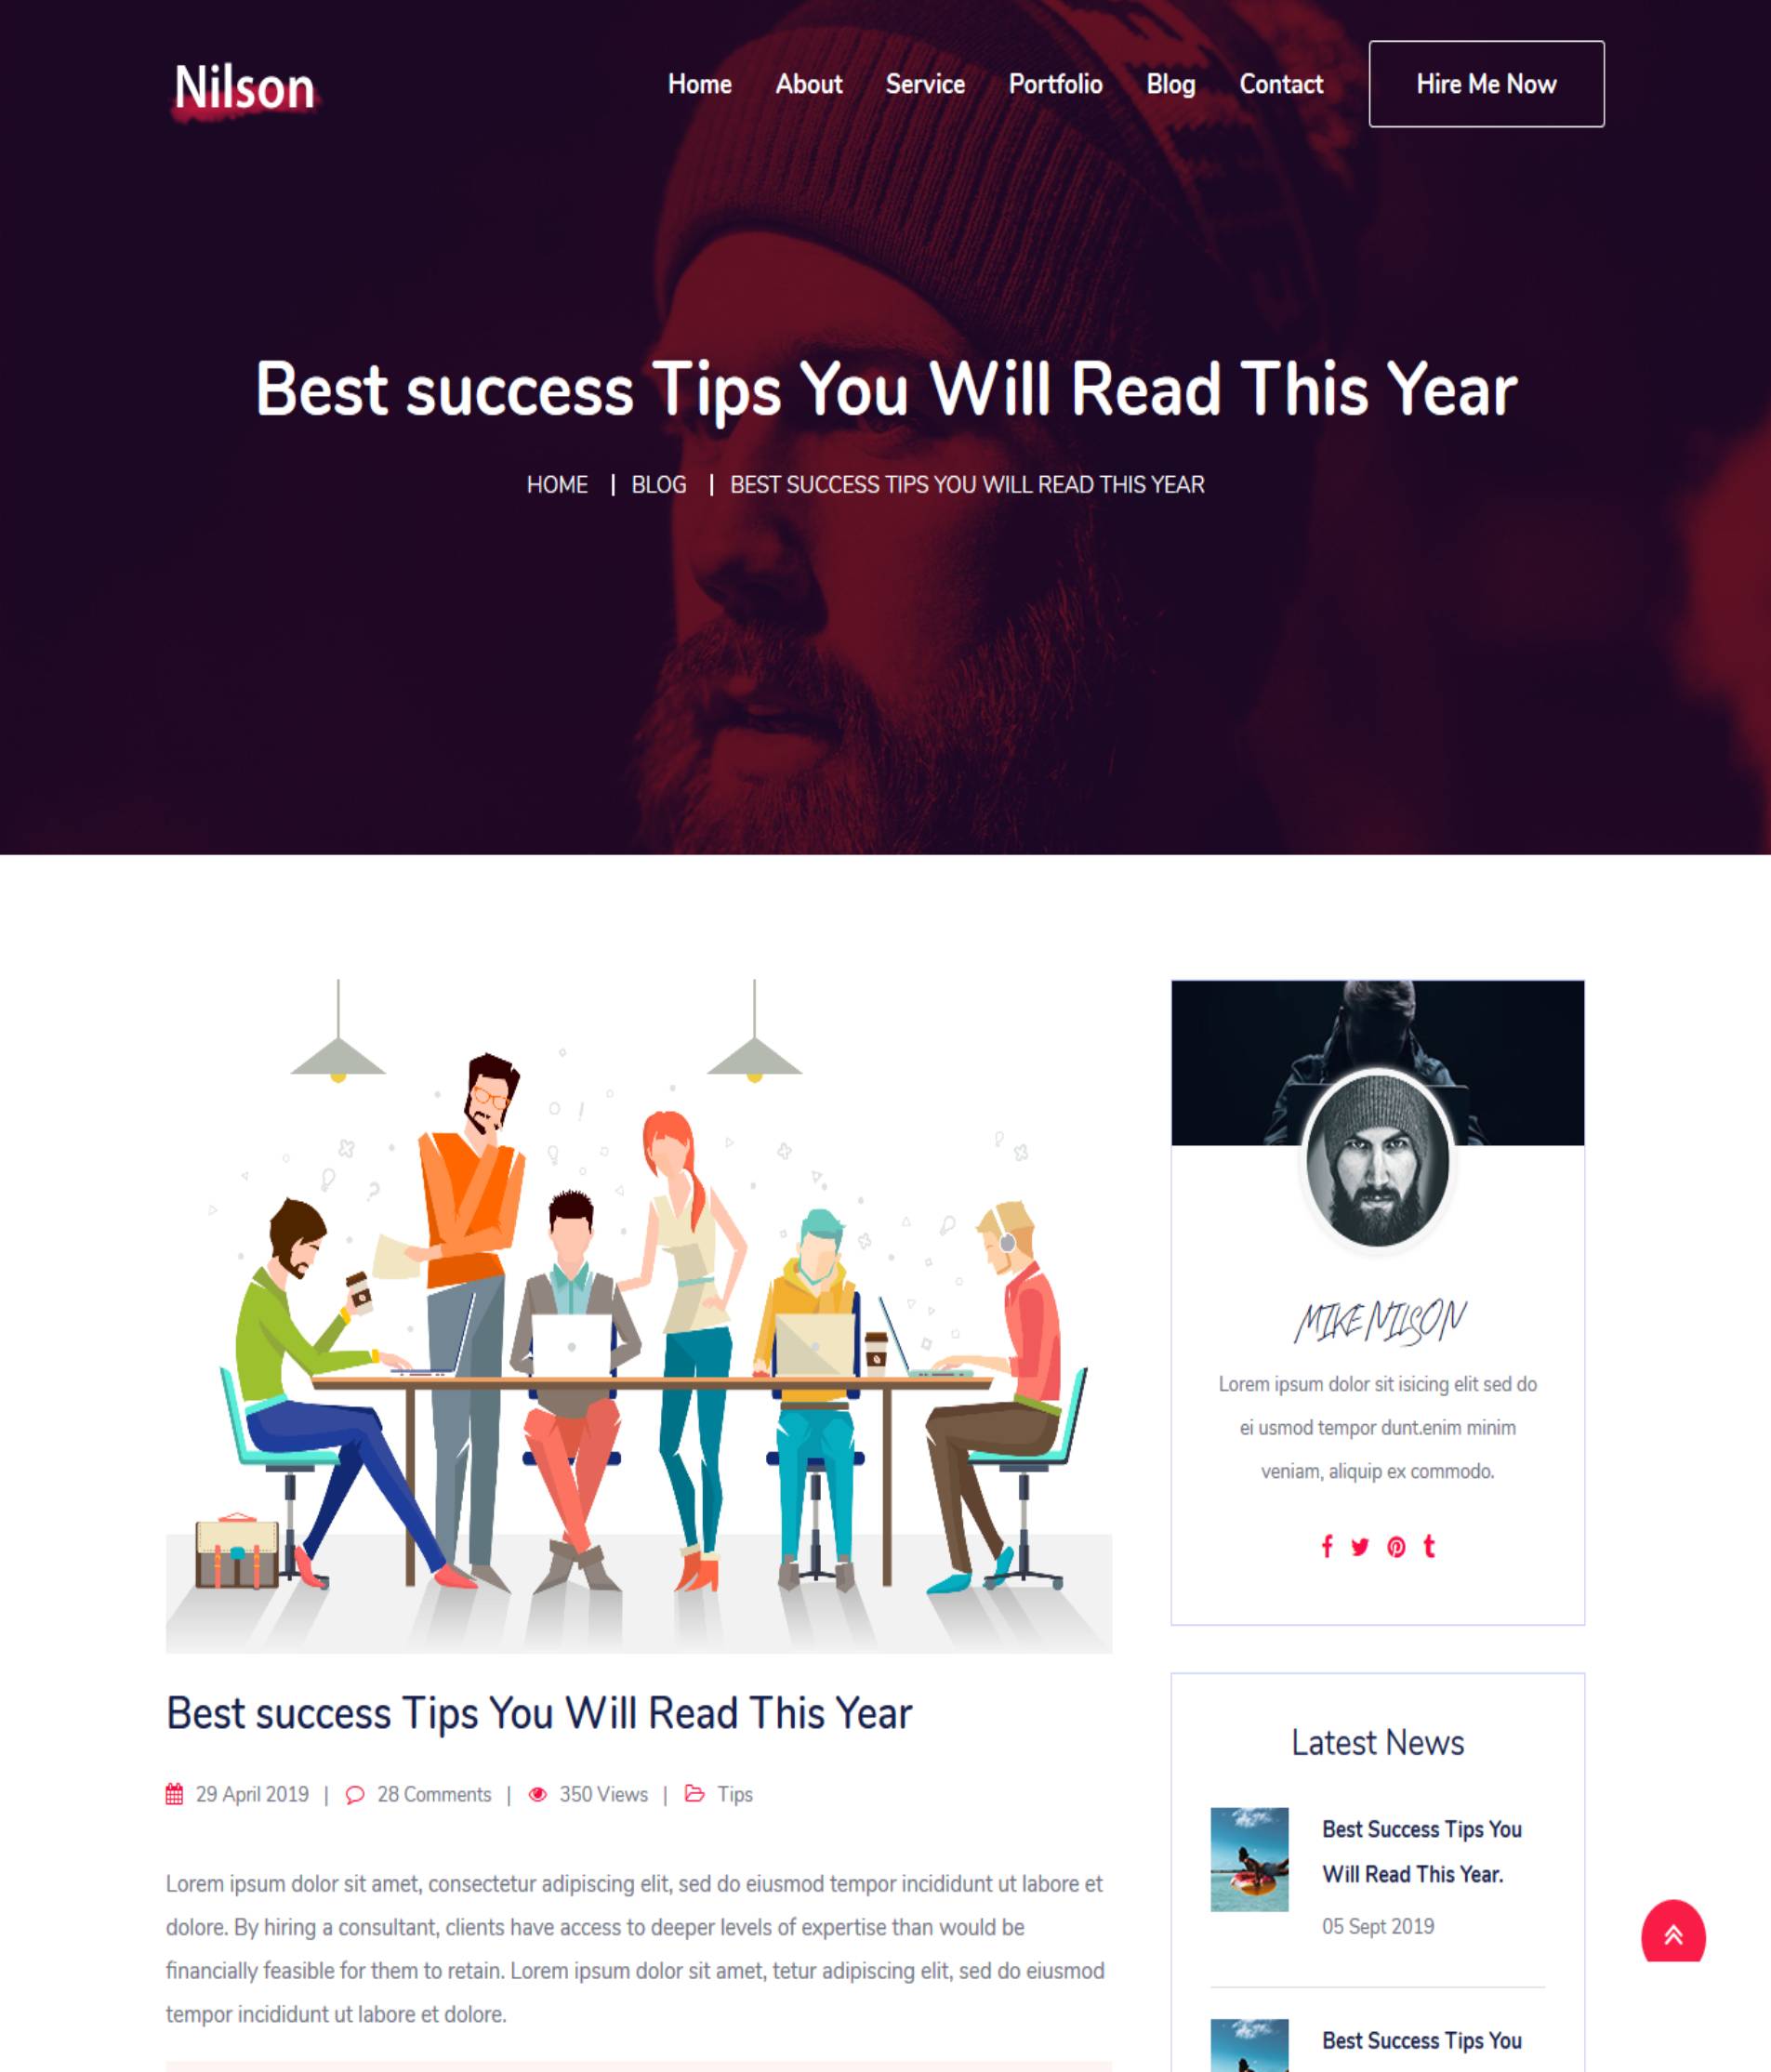 Nilson
Home About Service Portfolio Blog Contact Hire Me Now
Best success Tips You Will Read This Year
HOME | BLOG | BEST SUCCESS TIPS YOU WILL READ THIS YEAR
MIKE NILSON
Lorem ipsum dolor sit isicing elit sed do
ei usmod tempor dunt.enim minim
veniam, aliquip ex commodo.
Best success Tips You Will Read This Year
29 April 2019 | 28 Comments | 350 Views | Tips
Lorem ipsum dolor sit amet, consectetur adipiscing elit, sed do eiusmod tempor incididunt ut labore et
dolore. By hiring a consultant, clients have access to deeper levels of expertise than would be
financially feasible for them to retain. Lorem ipsum dolor sit amet, tetur adipiscing elit, sed do eiusmod
tempor incididunt ut labore et dolore.
Latest News
Best Success Tips You
Will Read This Year.
05 Sept 2019
Best Success Tips You